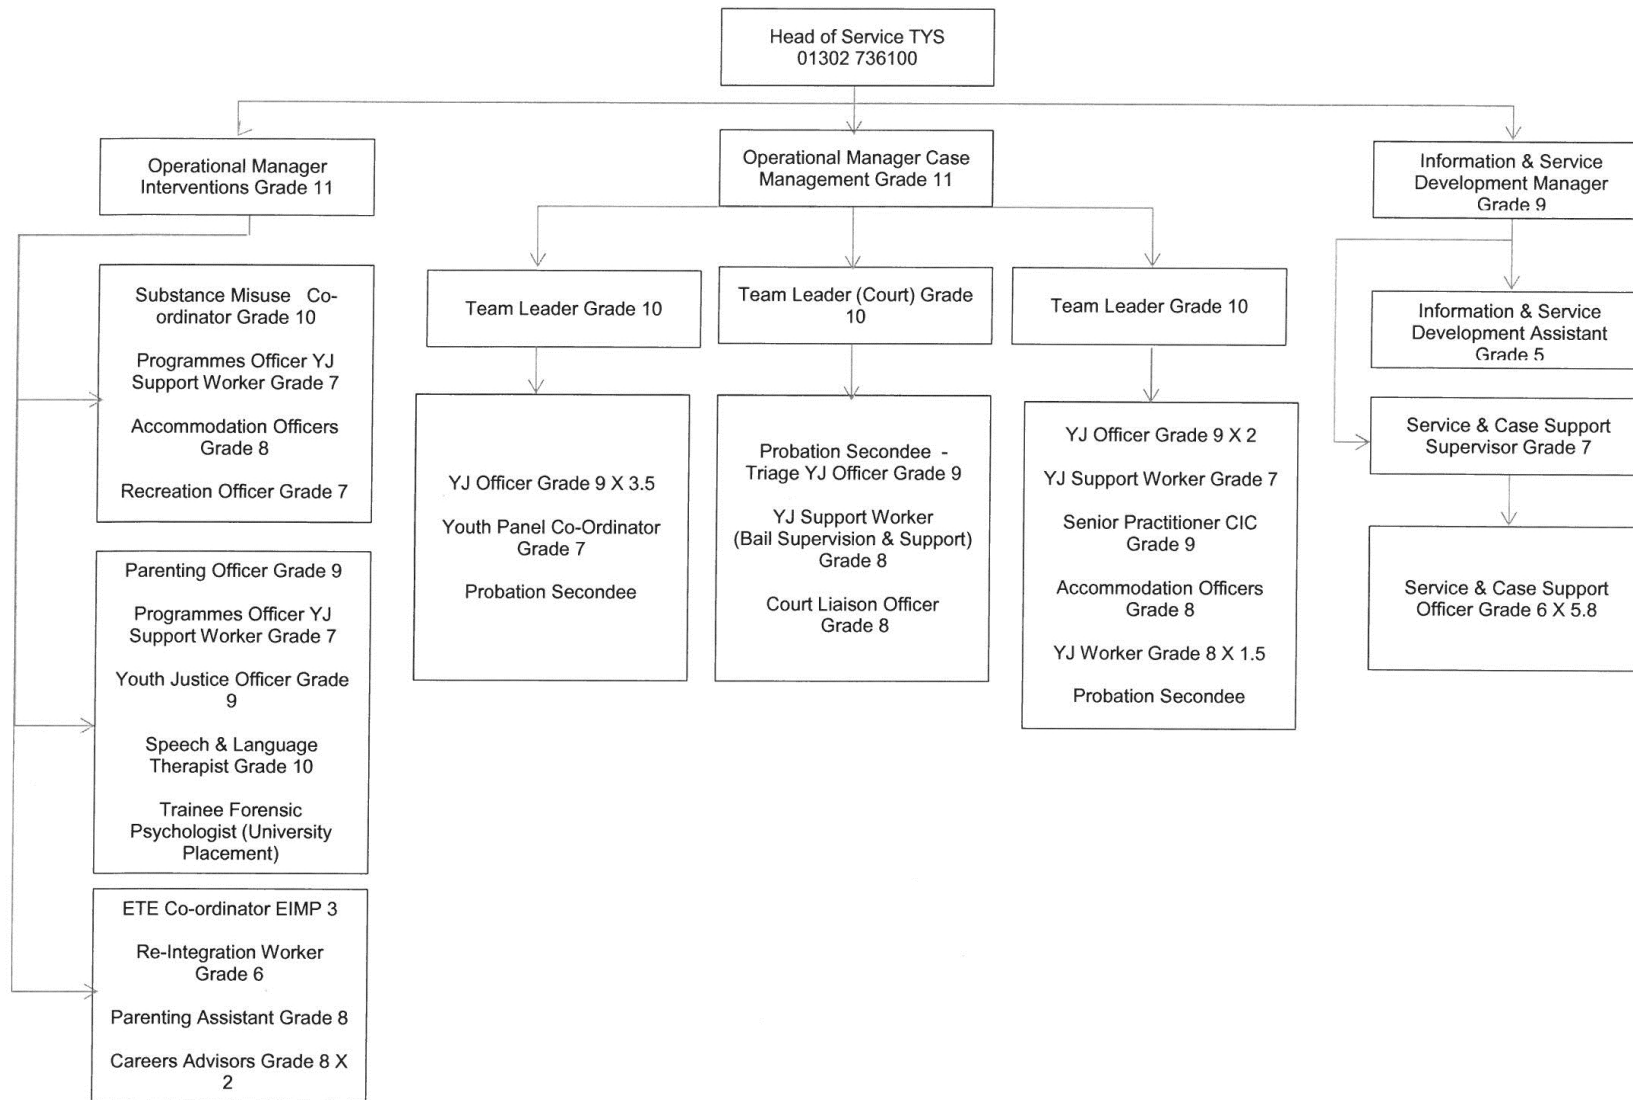 Head of Service TYS
01302 736100
Operational Manager
Interventions Grade 11
Operational Manager Case
Management Grade 11
Information & Service
Development Manager
Grade 9
Substance Misuse   Co-
ordinator Grade 10
Programmes Officer YJ
Support Worker Grade 7
Accommodation Officers
Grade 8
Recreation Officer Grade 7
Parenting Officer Grade 9
Programmes Officer YJ
Support Worker Grade 7
Youth Justice Officer Grade
9
Speech & Language
Therapist Grade 10
Trainee Forensic
Psychologist (University
Placement)
ETE Co-ordinator EIMP 3
Re-Integration Worker
Grade 6
Parenting Assistant Grade 8
Careers Advisors Grade 8 X
2
Team Leader Grade 10
YJ Officer Grade 9 X 3.5
Youth Panel Co-Ordinator
Grade 7
Probation Secondee
Team Leader (Court) Grade
10
Probation Secondee  -
Triage YJ Officer Grade 9
YJ Support Worker
(Bail Supervision & Support)
Grade 8
Court Liaison Officer
Grade 8
Team Leader Grade 10
YJ Officer Grade 9 X 2
YJ Support Worker Grade 7
Senior Practitioner CIC
Grade 9
Accommodation Officers
Grade 8
YJ Worker Grade 8 X 1.5
Probation Secondee
Information & Service
Development Assistant
Grade 5
Service & Case Support
Supervisor Grade 7
Service & Case Support
Officer Grade 6 X 5.8